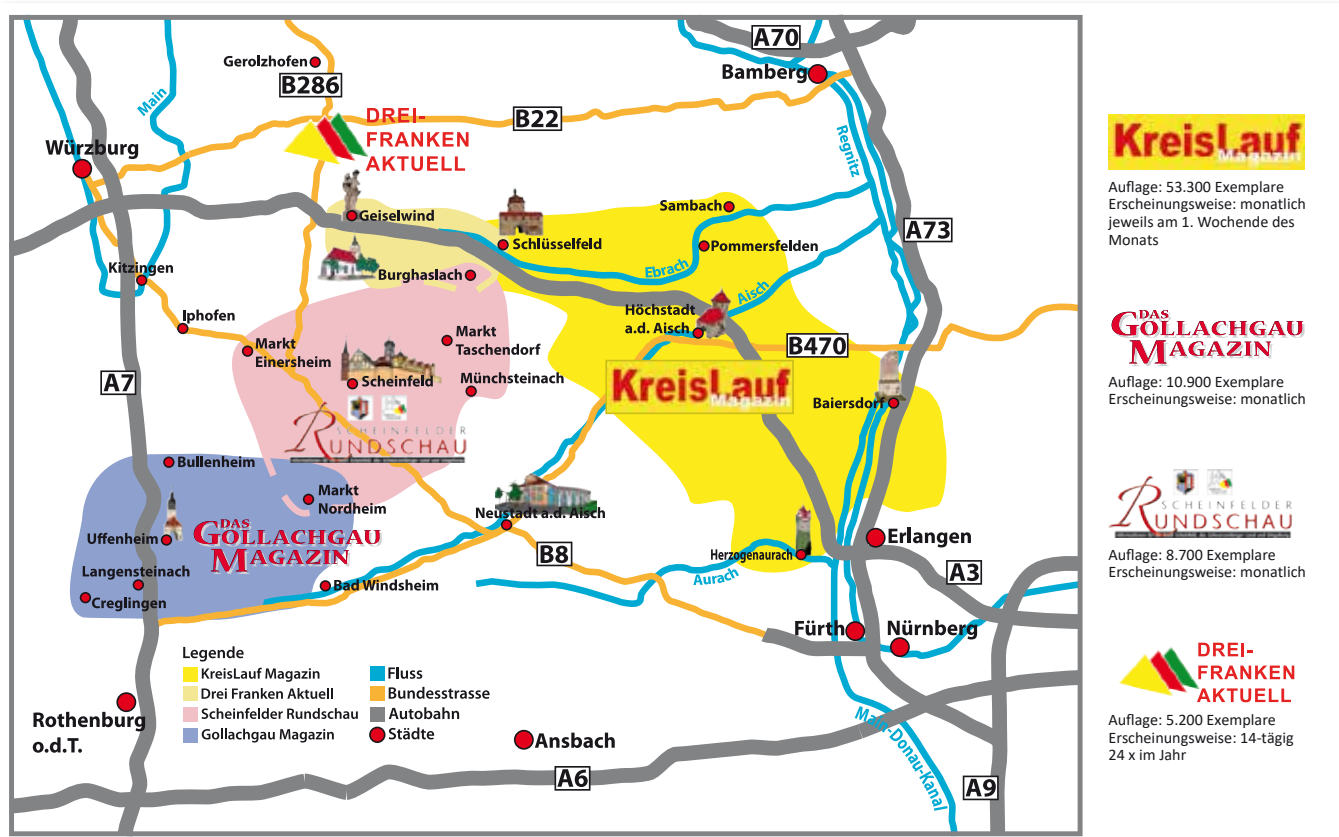 A70
Gerolzhofen
Bamberg
B286
Main
DREI-
FRANKEN
AKTUELL
B22
Regnitz
Würzburg
Sambach
Geiselwind
A73
Schlüsselfeld
Pommersfelden
Kitzingen
Burghaslach
Ebrach
Aisch
Iphofen
Höchstadt
a.d. Aisch
Markt
Einersheim
Markt
Taschendorf
B470
A7
Scheinfeld
Münchsteinach
KreisLauf
Magazin
Baiersdorf
SCHEINFELDER
RUNDSCHAU
Bullenheim
Markt
Nordheim
Neustadt a.d. Aisch
DAS
GOLLACHGAU
MAGAZIN
Uffenheim
Erlangen
B8
Herzogenaurach
Langensteinach
Aurach
A3
Bad Windsheim
Creglingen
Fürth
Nürnberg
Legende
KreisLauf Magazin
Drei Franken Aktuell
Scheinfelder Rundschau
Gollachgau Magazin
Fluss
Bundesstrasse
Autobahn
Städte
Rothenburg
o.d.T.
Ansbach
Main-Donau-Kanal
A6
A9
KreisLauf
Magazin
Auflage: 53.300 Exemplare
Erscheinungsweise: monatlich
jeweils am 1. Wochende des
Monats
DAS
GOLLACHGAU
MAGAZIN
Auflage: 10.900 Exemplare
Erscheinungsweise: monatlich
SCHEINFELDER
RUNDSCHAU
Auflage: 8.700 Exemplare
Erscheinungsweise: monatlich
DREI-
FRANKEN
AKTUELL
Auflage: 5.200 Exemplare
Erscheinungsweise: 14-tägig
24 x im Jahr